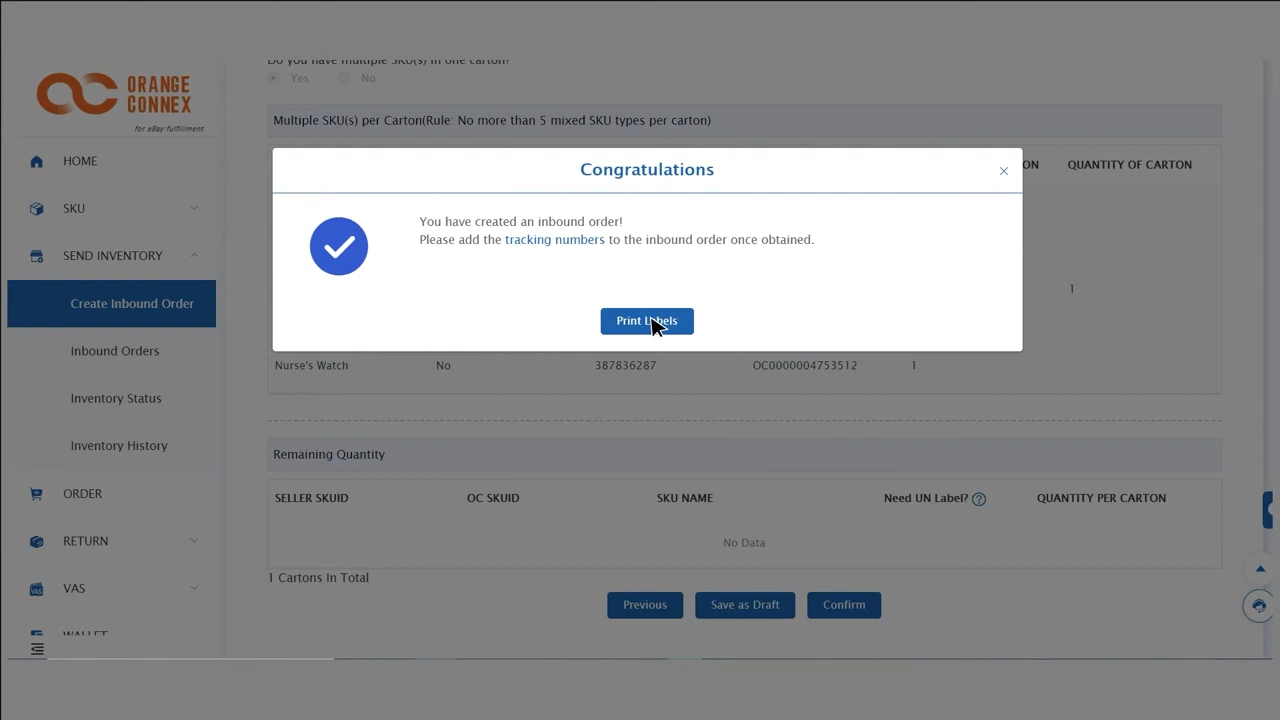 Do you have multiple SKU(s) in one carton?
Yes No
ORANGE
CONNEX
for eBay fulfillment
Multiple SKU(s) per Carton(Rule: No more than 5 mixed SKU types per carton)
HOME
SKU
SEND INVENTORY
Create Inbound Order
Inbound Orders
Inventory Status
Inventory History
ORDER
RETURN
VAS
VAS
WALLET
Congratulations
You have created an inbound order!
Please add the tracking numbers to the inbound order once obtained.
Print Labels
ON QUANTITY OF CARTON
1
Nurse's Watch No 387836287 OC0000004753512 1
Remaining Quantity
SELLER SKUID OC SKUID SKU NAME Need UN Label? ? QUANTITY PER CARTON
No Data
1 Cartons In Total
Previous Save as Draft Confirm